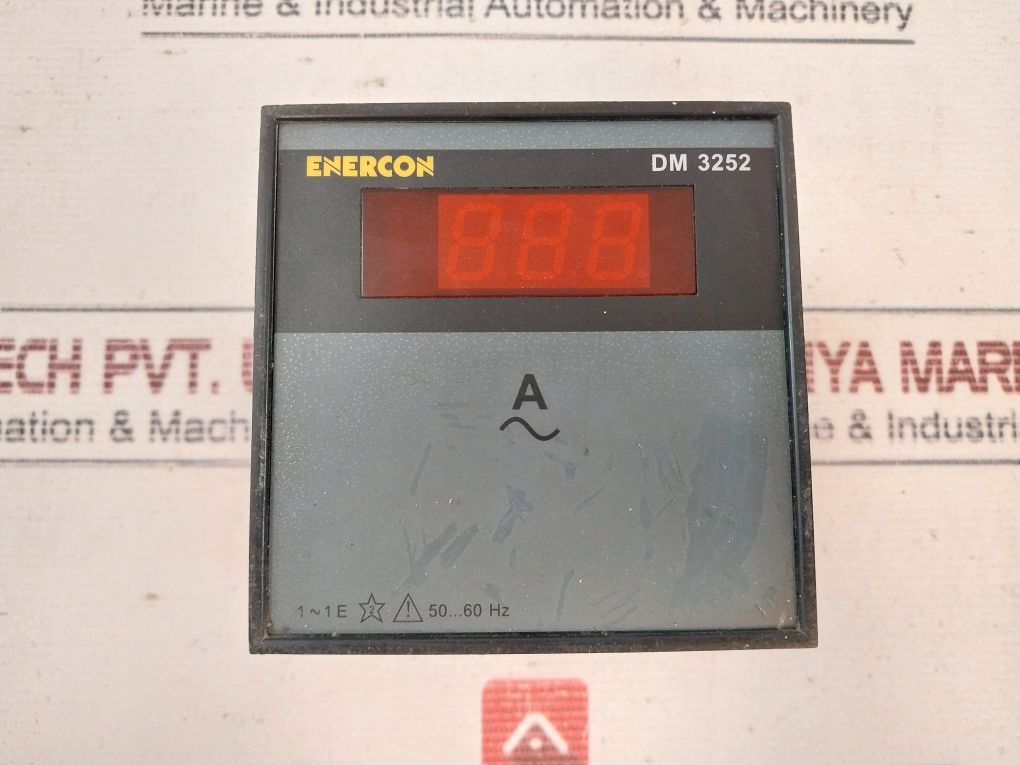 Marine & Industrial Automation & Machinery
ENERCON
DM 3252
888
ECH PVT.
YA MAR
ation & Mach
e & Industri
A
1~1E 2 ! 50...60 Hz